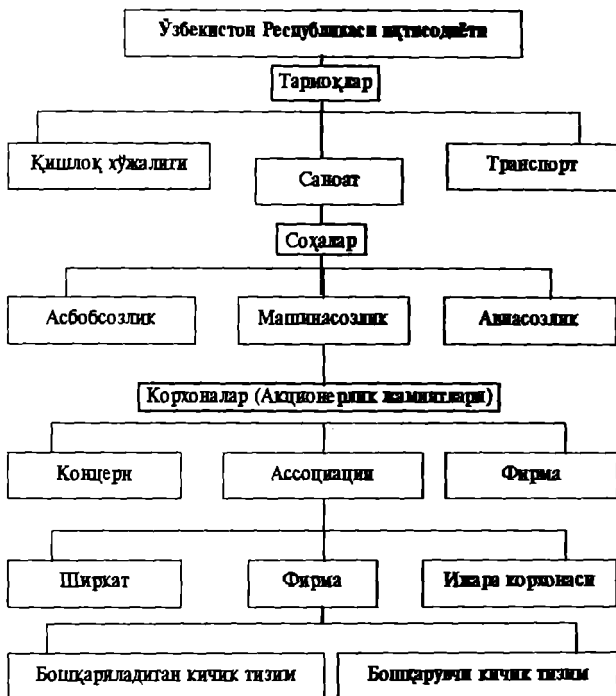 Ўзбекистон Республикаси иқтисодиёти
Тармоқлар
Қишлоқ хўжалиги
Саноат
Транспорт
Соҳалар
Асбобсозлик
Машинасозлик
Авиасозлик
Корхоналар (Акционерлик жамиятлари)
Концерн
Ассоциации
Фирма
Ширкат
Фирма
Ижара корхонаси
Бошқариладиган кичик тизим
Бошқарувчи кичик тизим